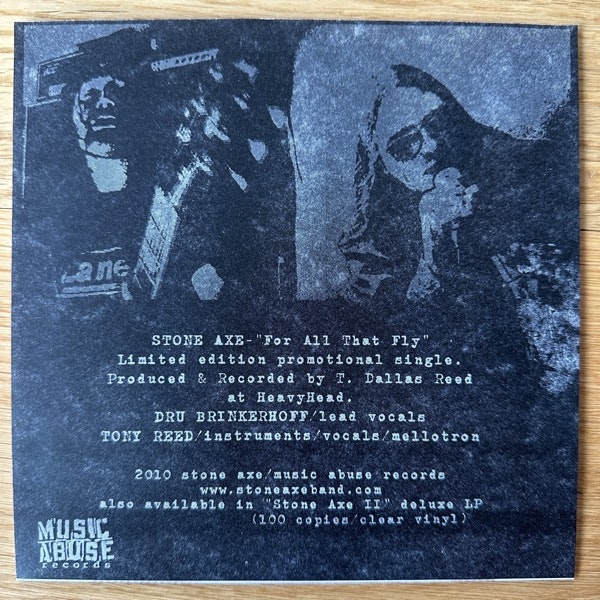 ane
STONE AXE-"For All That Fly"
Limited edition promotional single.
Produced & Recorded by T. Dallas Reed
at HeavyHead.
DRU BRINKERHOFF/lead vocals
TONY REED/instruments/vocals/mellotron
2010 stone axe/music abuse records
www.stoneaxeband.com
also available in "Stone Axe II" deluxe LP
(100 copies/clear vinyl)
MUSIC
ABUSE
records